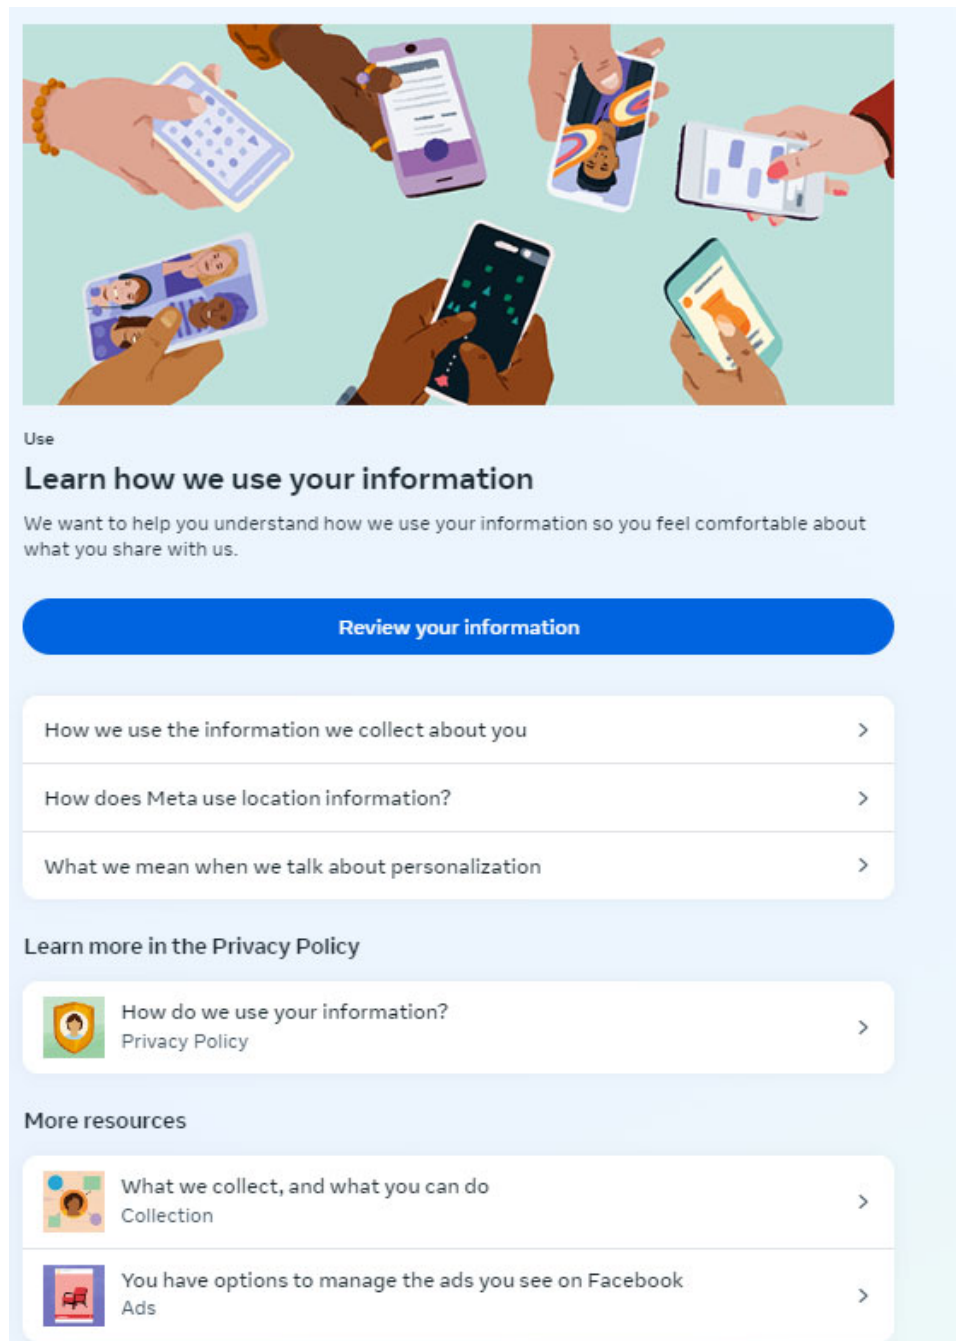 Use
Learn how we use your information
We want to help you understand how we use your information so you feel comfortable about
what you share with us.
Review your information
How we use the information we collect about you
How does Meta use location information?
What we mean when we talk about personalization
Learn more in the Privacy Policy
How do we use your information?
Privacy Policy
More resources
What we collect, and what you can do
Collection
You have options to manage the ads you see on Facebook
Ads